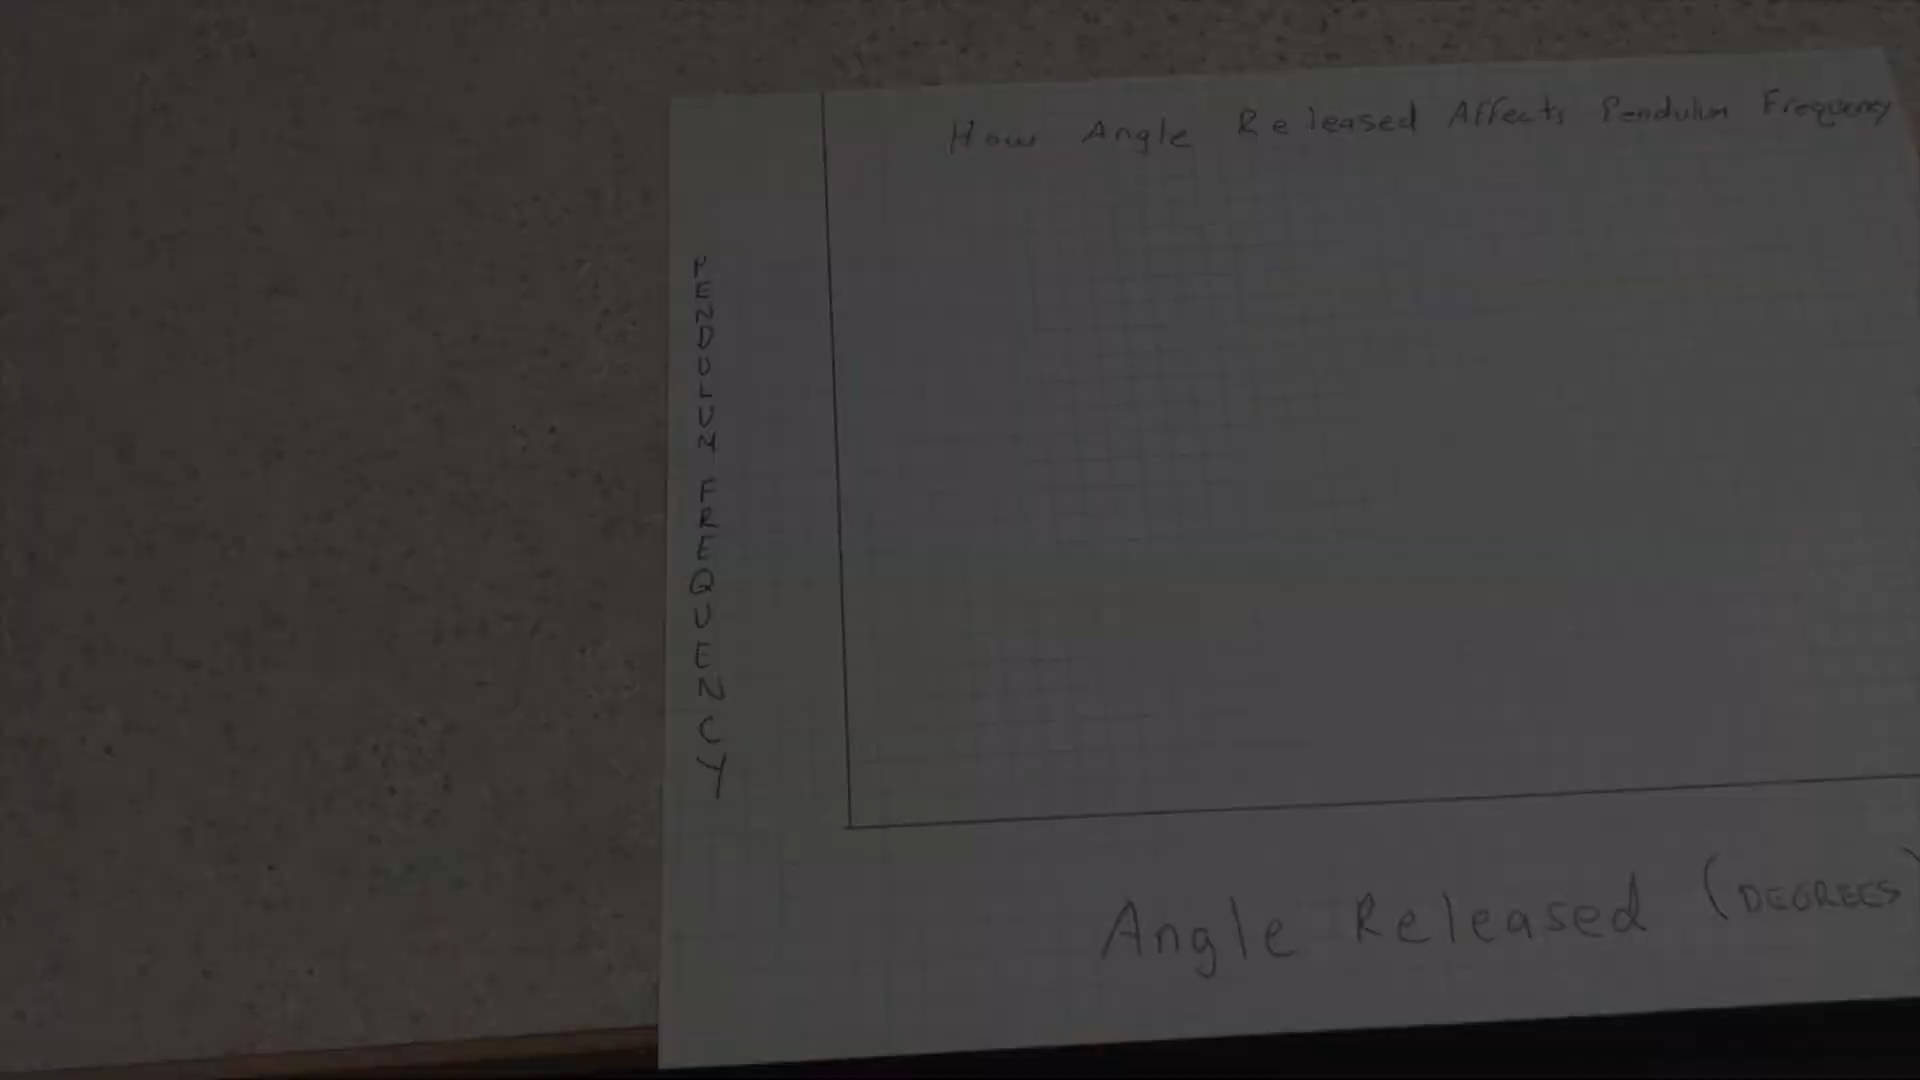 How Angle Released Affects Pendulum Frequency
PENDULUM FREQUENCY
Angle Released (DEGREES)